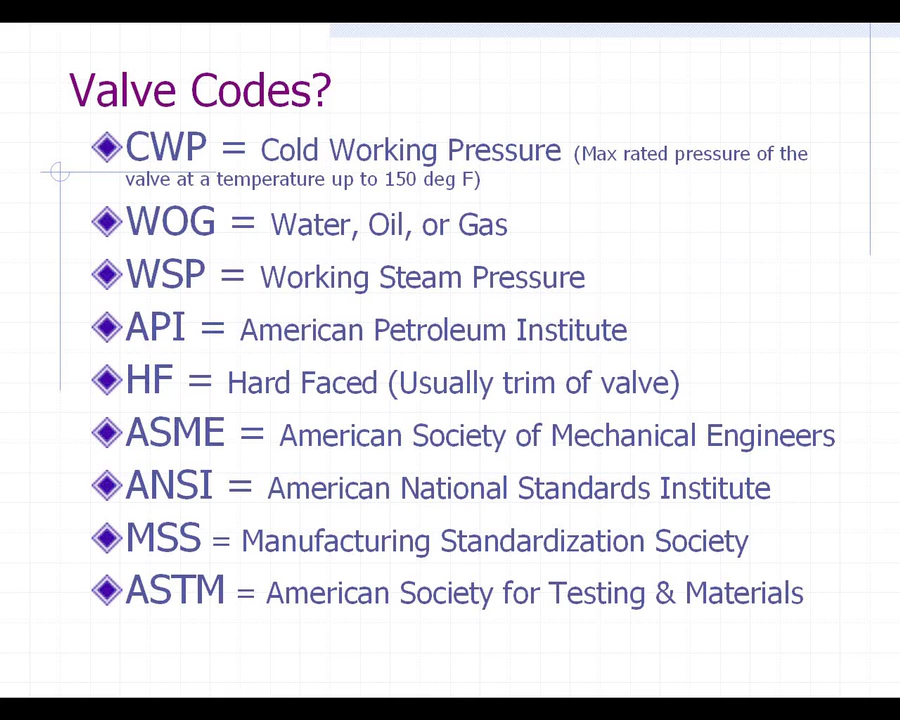 Valve Codes?
CWP = Cold Working Pressure (Max rated pressure of the
valve at a temperature up to 150 deg F)
WOG = Water, Oil, or Gas
WSP = Working Steam Pressure
API = American Petroleum Institute
HF = Hard Faced (Usually trim of valve)
ASME = American Society of Mechanical Engineers
ANSI = American National Standards Institute
MSS = Manufacturing Standardization Society
ASTM = American Society for Testing & Materials